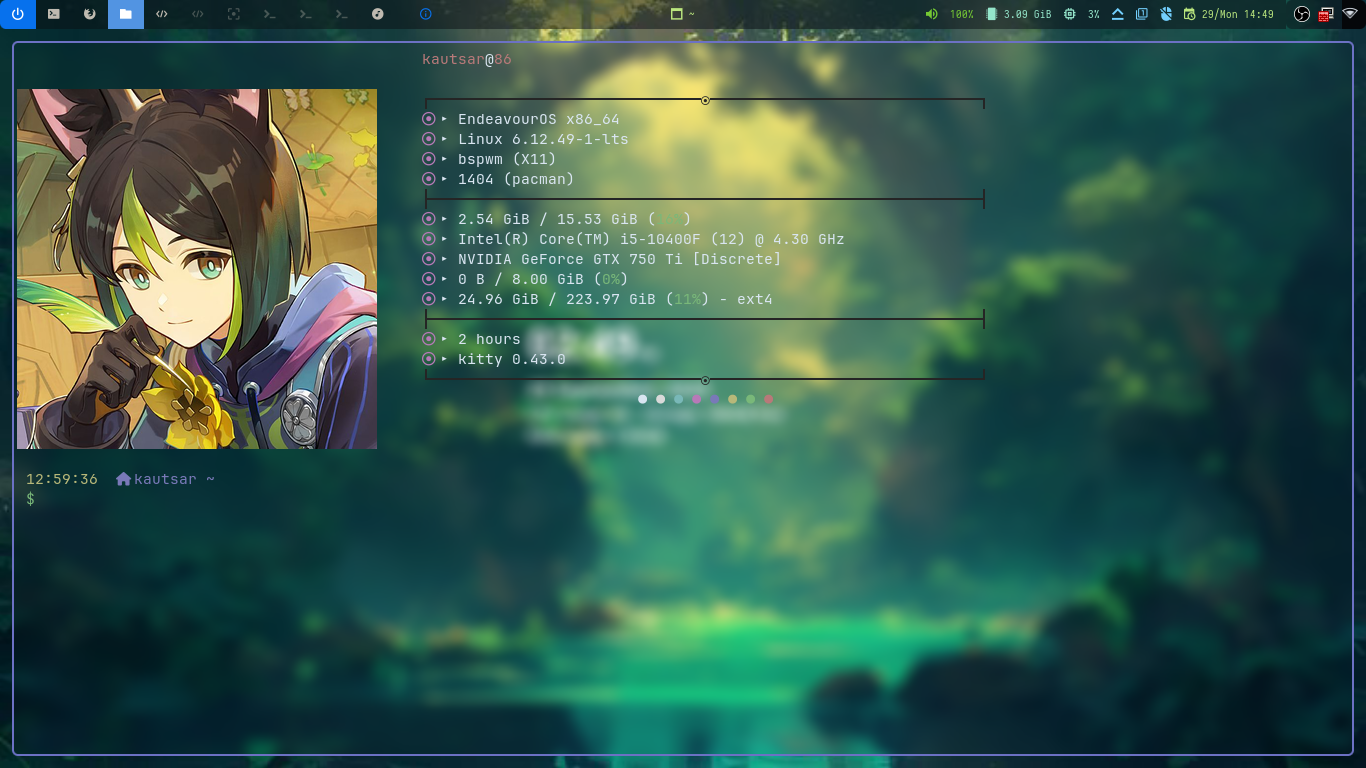 ~ 100% 3.09 GiB 3% 29/Mon 14:49
kautsar@86
EndeavourOS x86_64
Linux 6.12.49-1-lts
bspwm (X11)
1404 (pacman)
2.54 GiB / 15.53 GiB ( )
Intel(R) Core(TM) i5-10400F (12) @ 4.30 GHz
NVIDIA GeForce GTX 750 Ti [Discrete]
0 B / 8.00 GiB (0%)
24.96 GiB / 223.97 GiB (11%) - ext4
2 hours
kitty 0.43.0
12:59:36 kautsar ~
$